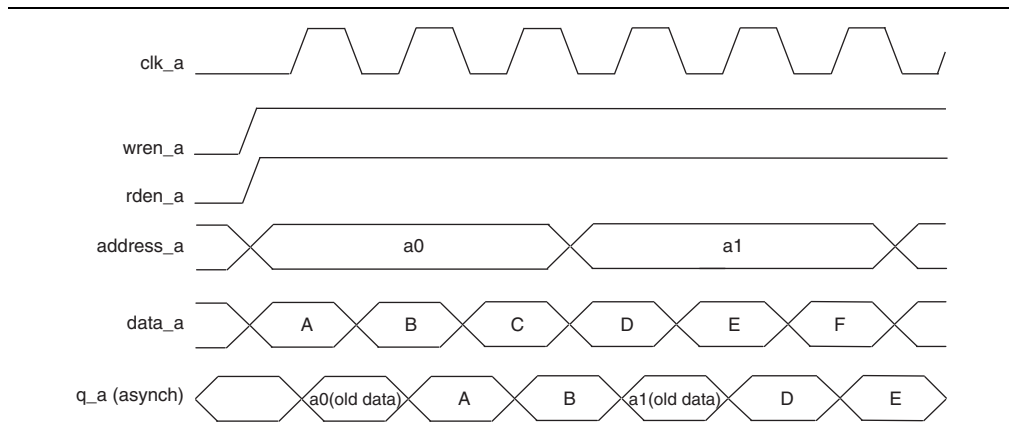 clk_a
wren_a
rden_a
address_a a0 a1
data_a A B C D E F
q_a (asynch) a0(old data) A B a1(old data) D E